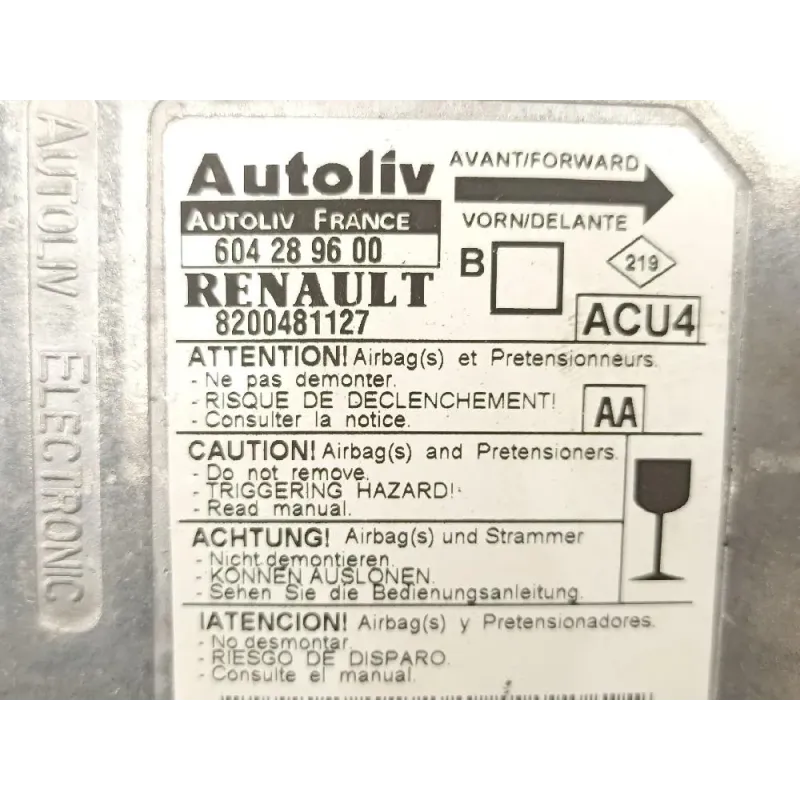 AUTOLIV ELECTRONIC
Autoliv
AVANT/FORWARD
AUTOLIV FRANCE
VORN/DELANTE
604 28 96 00
B
219
RENAULT
8200481127
ACU4
ATTENTION! Airbag(s) et Pretensionneurs.
- Ne pas demonter.
- RISQUE DE DECLENCHEMENT!
- Consulter la notice.
AA
CAUTION! Airbag(s) and Pretensioners.
- Do not remove.
- TRIGGERING HAZARD!
- Read manual.
ACHTUNG! Airbag(s) und Strammer
- Nicht demontieren.
- KONNEN AUSLONEN.
- Sehen Sie die Bedienungsanleitung.
!ATENCION! Airbag(s) y Pretensionadores.
- No desmontar.
- RIESGO DE DISPARO.
- Consulte el manual.